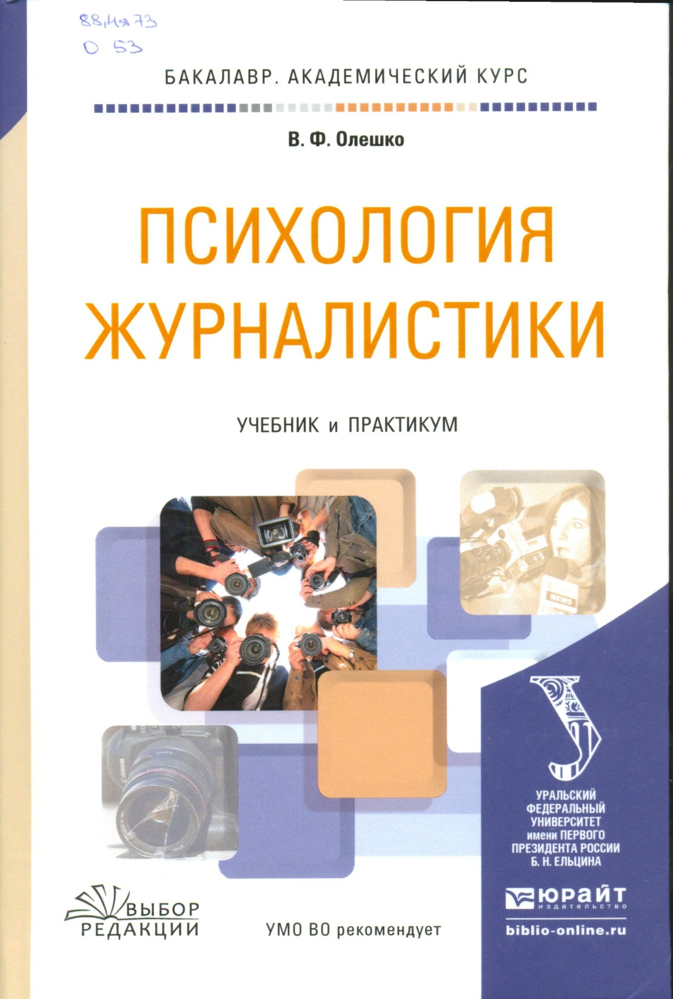 88,4я73
О 53
БАКАЛАВР. АКАДЕМИЧЕСКИЙ КУРС
В. Ф. Олешко
ПСИХОЛОГИЯ
ЖУРНАЛИСТИКИ
УЧЕБНИК и ПРАКТИКУМ
NEWS
Canon
УРАЛЬСКИЙ
ФЕДЕРАЛЬНЫЙ
УНИВЕРСИТЕТ
имени ПЕРВОГО
ПРЕЗИДЕНТА РОССИИ
Б. Н. ЕЛЬЦИНА
ВЫБОР
РЕДАКЦИИ
УМО ВО рекомендует
ЮРАЙТ
издательство
biblio-online.ru